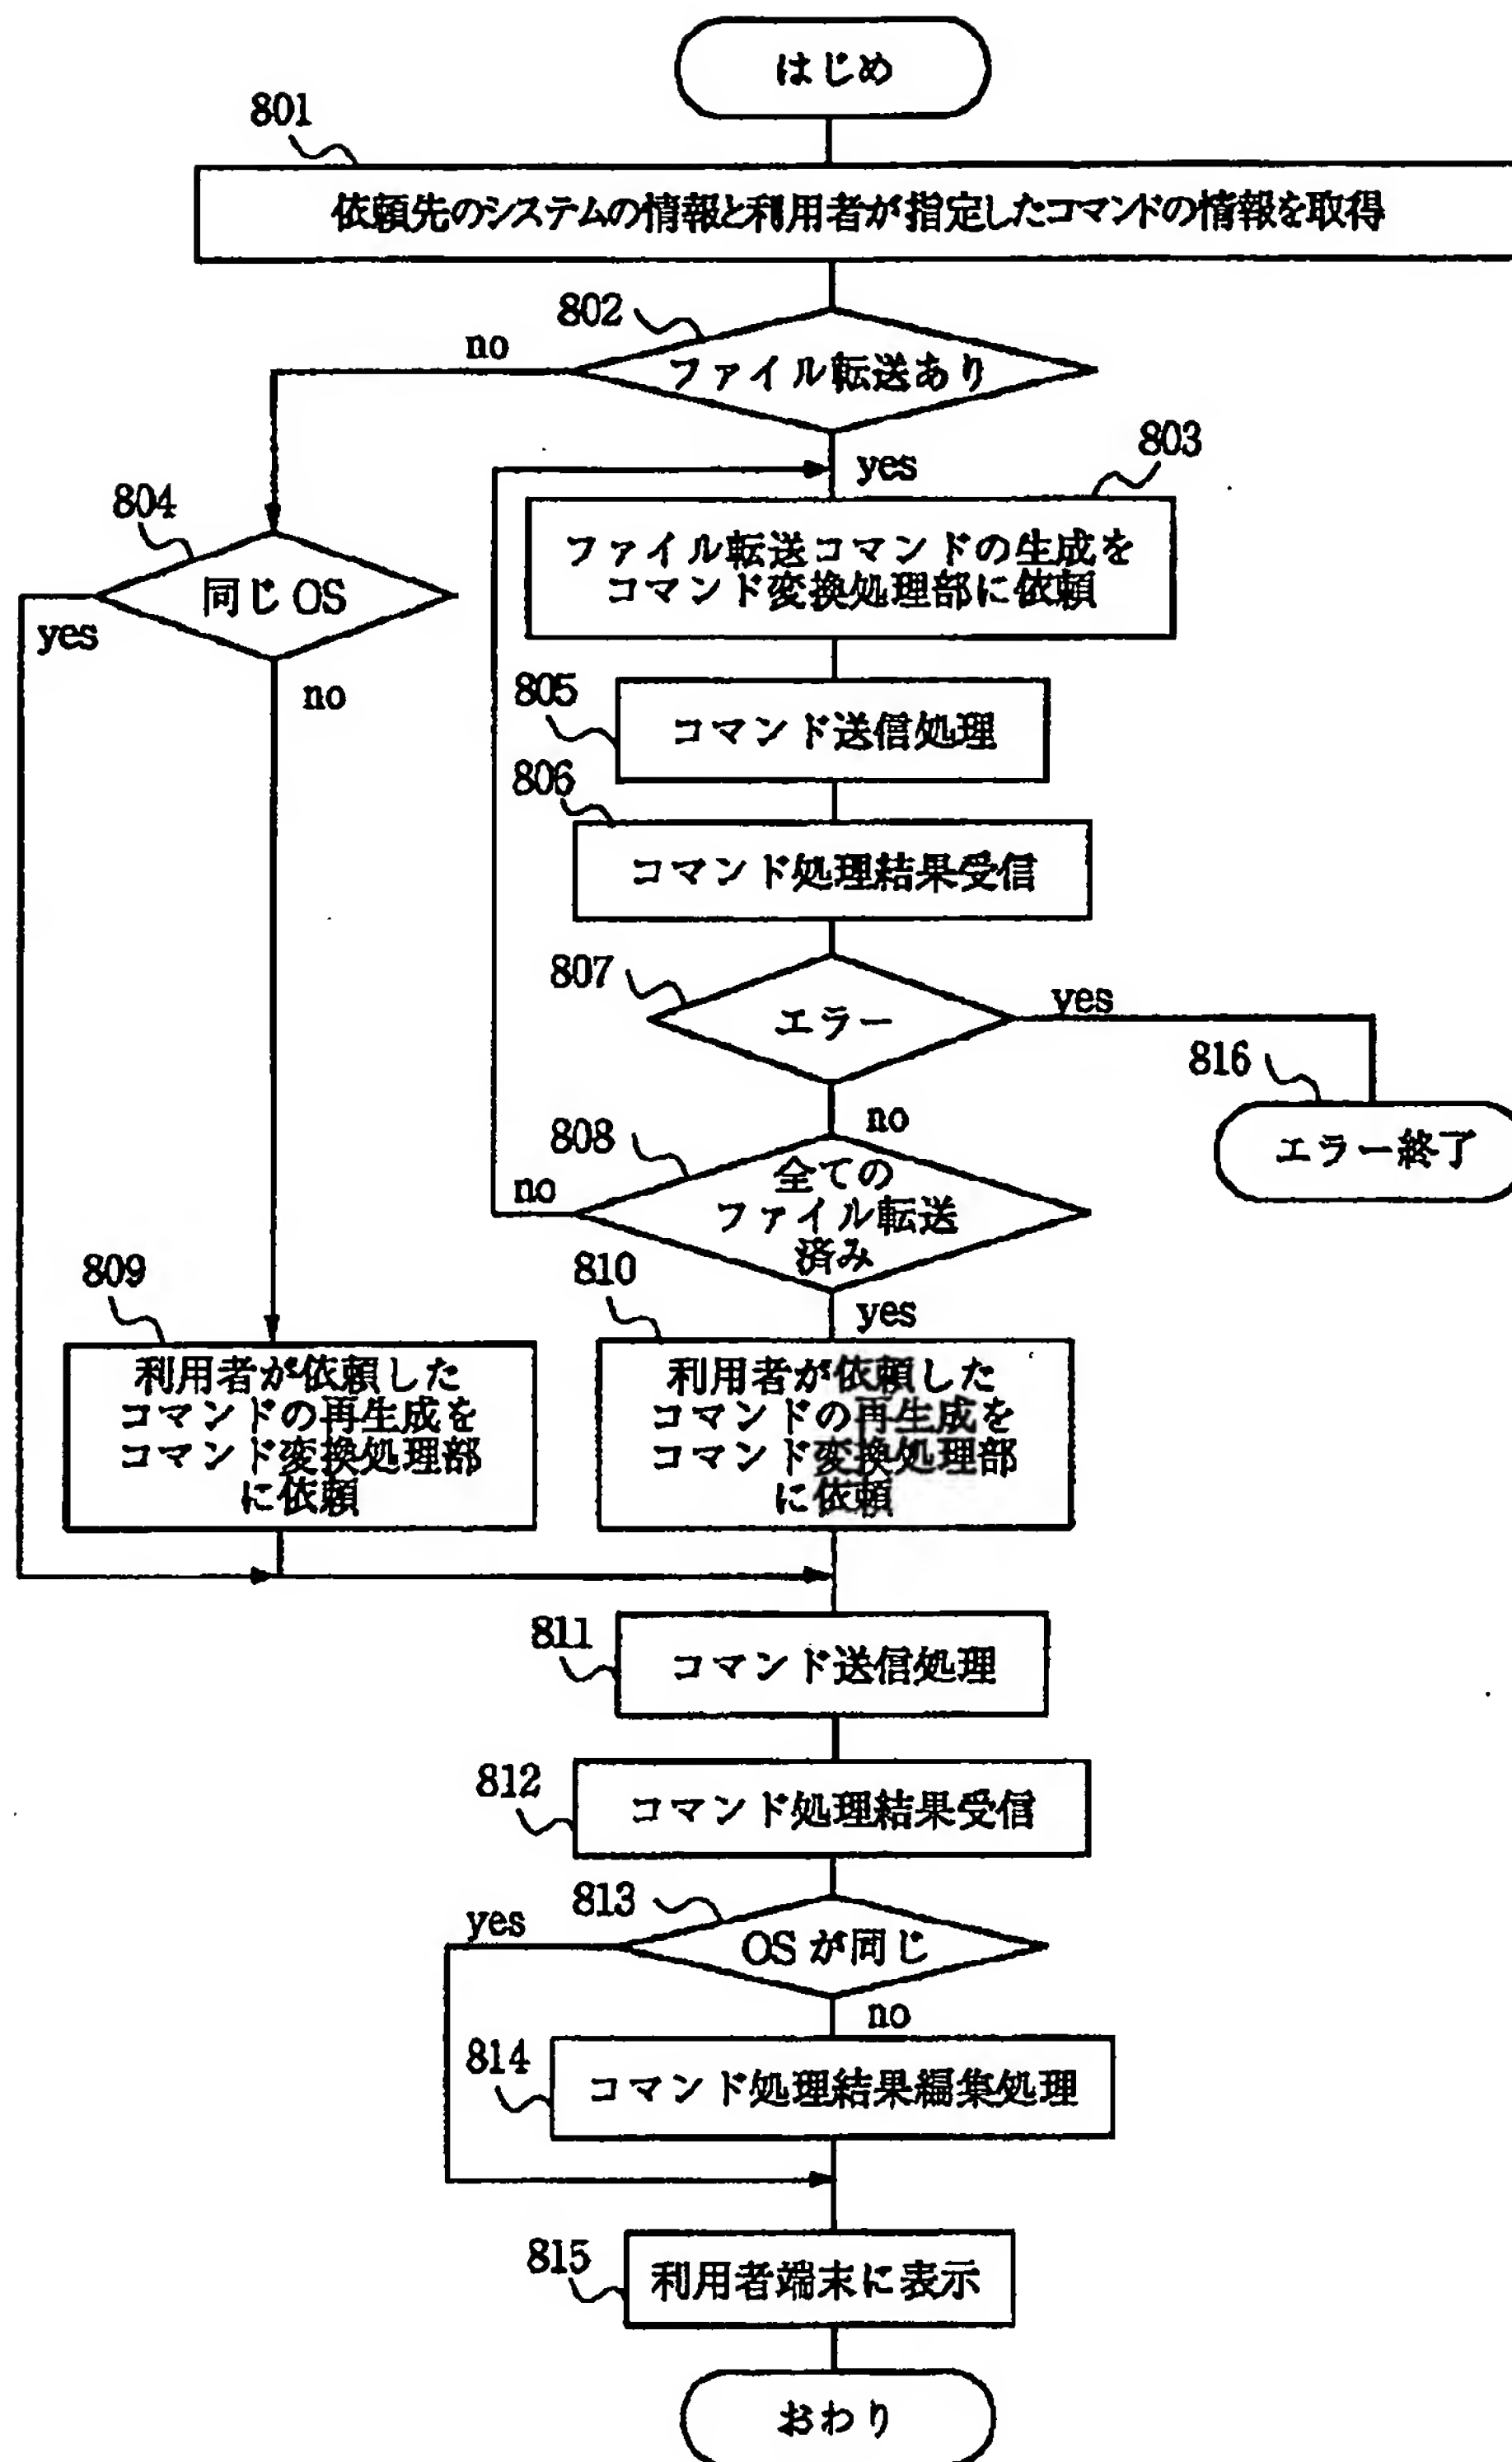 はじめ
801
依頼先のシステムの情報と利用者が指定したコマンドの情報を取得
802
no
ファイル転送あり
yes
803
804
同じ OS
yes
no
ファイル転送コマンドの生成を
コマンド変換処理部に依頼
805
コマンド送信処理
806
コマンド処理結果受信
807
エラー
yes
816
エラー終了
no
808
全ての
ファイル転送
済み
no
yes
809
利用者が依頼した
コマンドの再生成を
コマンド変換処理部
に依頼
810
利用者が依頼した
コマンドの再生成を
コマンド変換処理部
に依頼
811
コマンド送信処理
812
コマンド処理結果受信
813
yes
OS が同じ
no
814
コマンド処理結果編集処理
815
利用者端末に表示
おわり